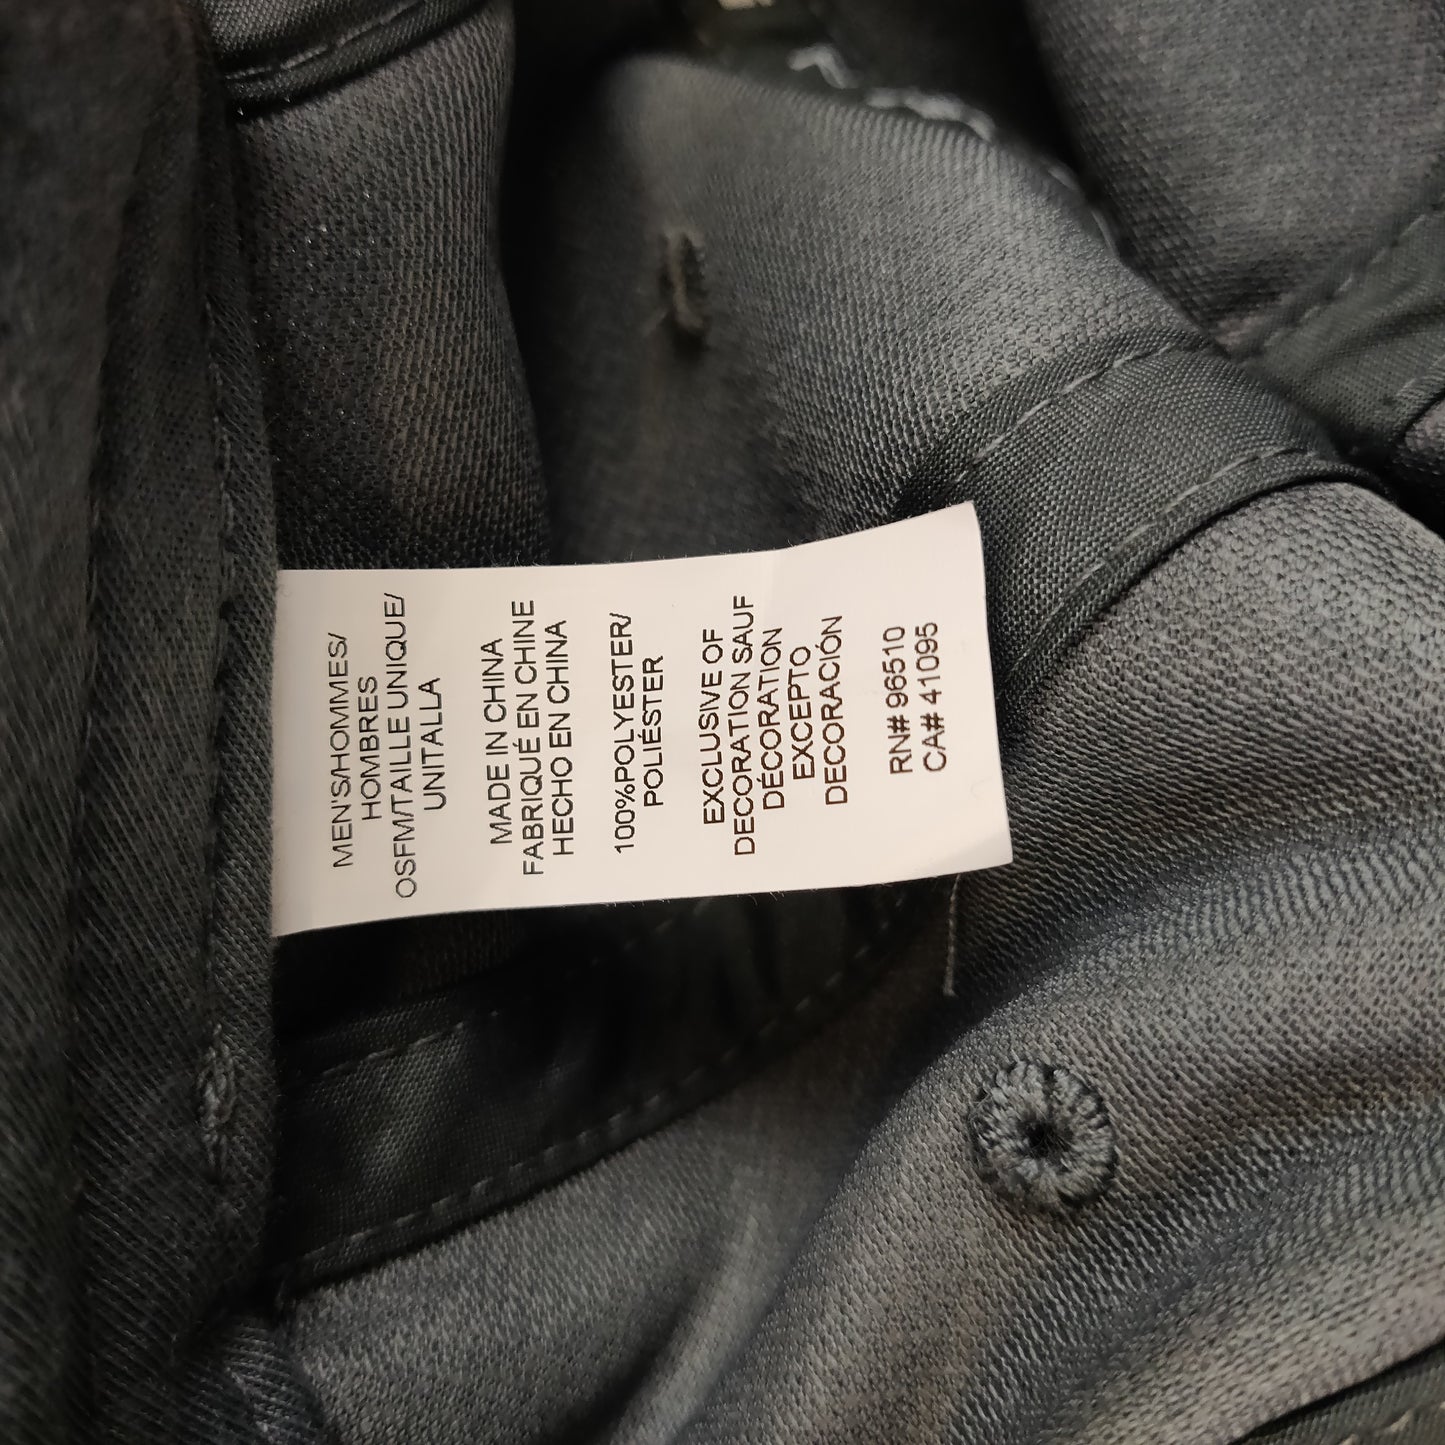 MEN'S/HOMMES/
HOMBRES
OSFM/TAILLE UNIQUE/
UNITALLA
MADE IN CHINA
FABRIQUÉ EN CHINE
HECHO EN CHINA
100%POLYESTER/
POLIÉSTER
EXCLUSIVE OF
DECORATION SAUF
DÉCORATION
EXCEPTO
DECORACIÓN
RN# 96510
CA# 41095